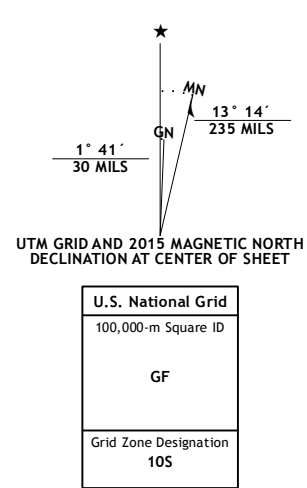 ★
MN
GN
13° 14´
235 MILS
1° 41´
30 MILS
UTM GRID AND 2015 MAGNETIC NORTH
DECLINATION AT CENTER OF SHEET
U.S. National Grid
100,000-m Square ID
GF
Grid Zone Designation
10S